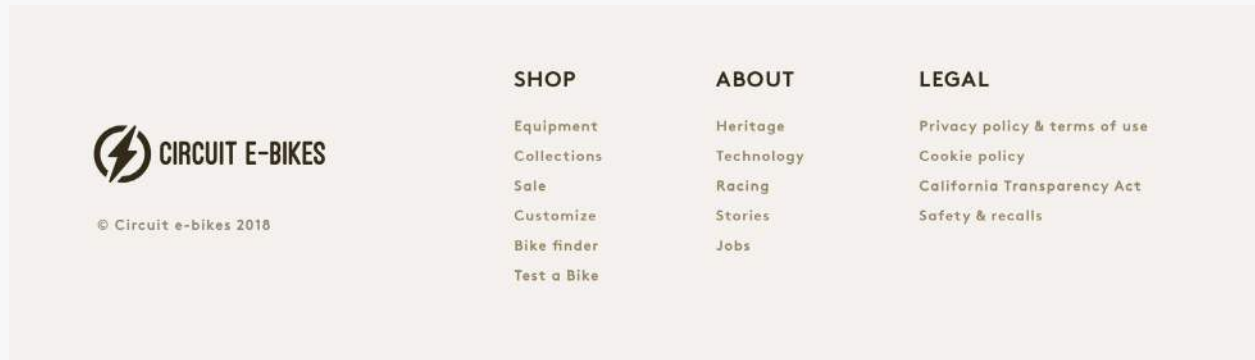 CIRCUIT E-BIKES
© Circuit e-bikes 2018
SHOP
Equipment
Collections
Sale
Customize
Bike finder
Test a Bike
ABOUT
Heritage
Technology
Racing
Stories
Jobs
LEGAL
Privacy policy & terms of use
Cookie policy
California Transparency Act
Safety & recalls